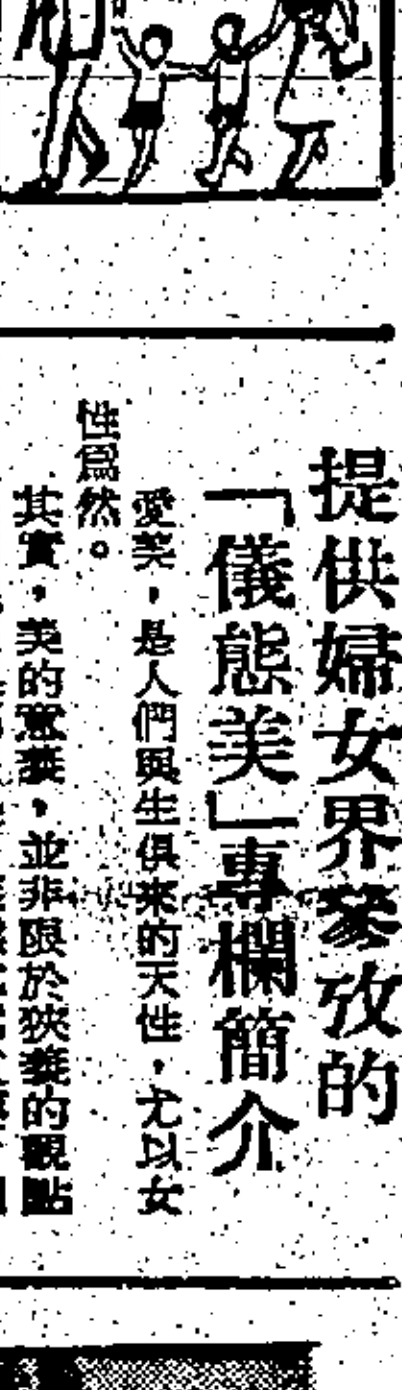 提供婦女界參攷的
「儀態美」專欄簡介
愛美，是人們與生俱來的天性，尤以女
性爲然。
其實，美的意義，並非限於狹義的觀點